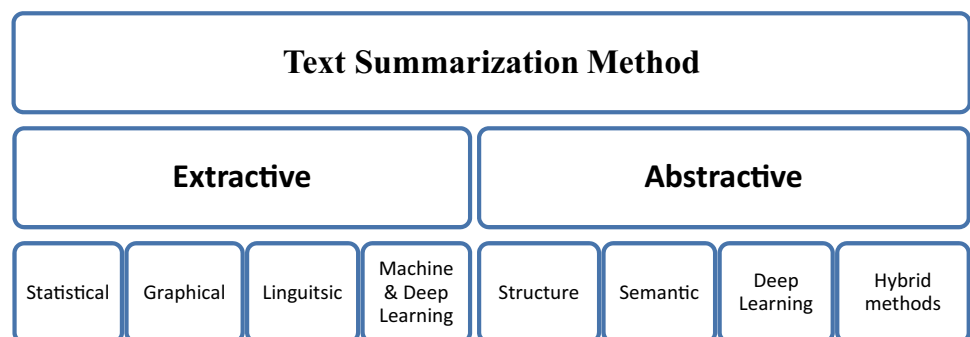 Text Summarization Method
Extractive
Abstractive
Statistical
Graphical
Linguitsic
Machine
& Deep
Learning
Structure
Semantic
Deep
Learning
Hybrid
methods